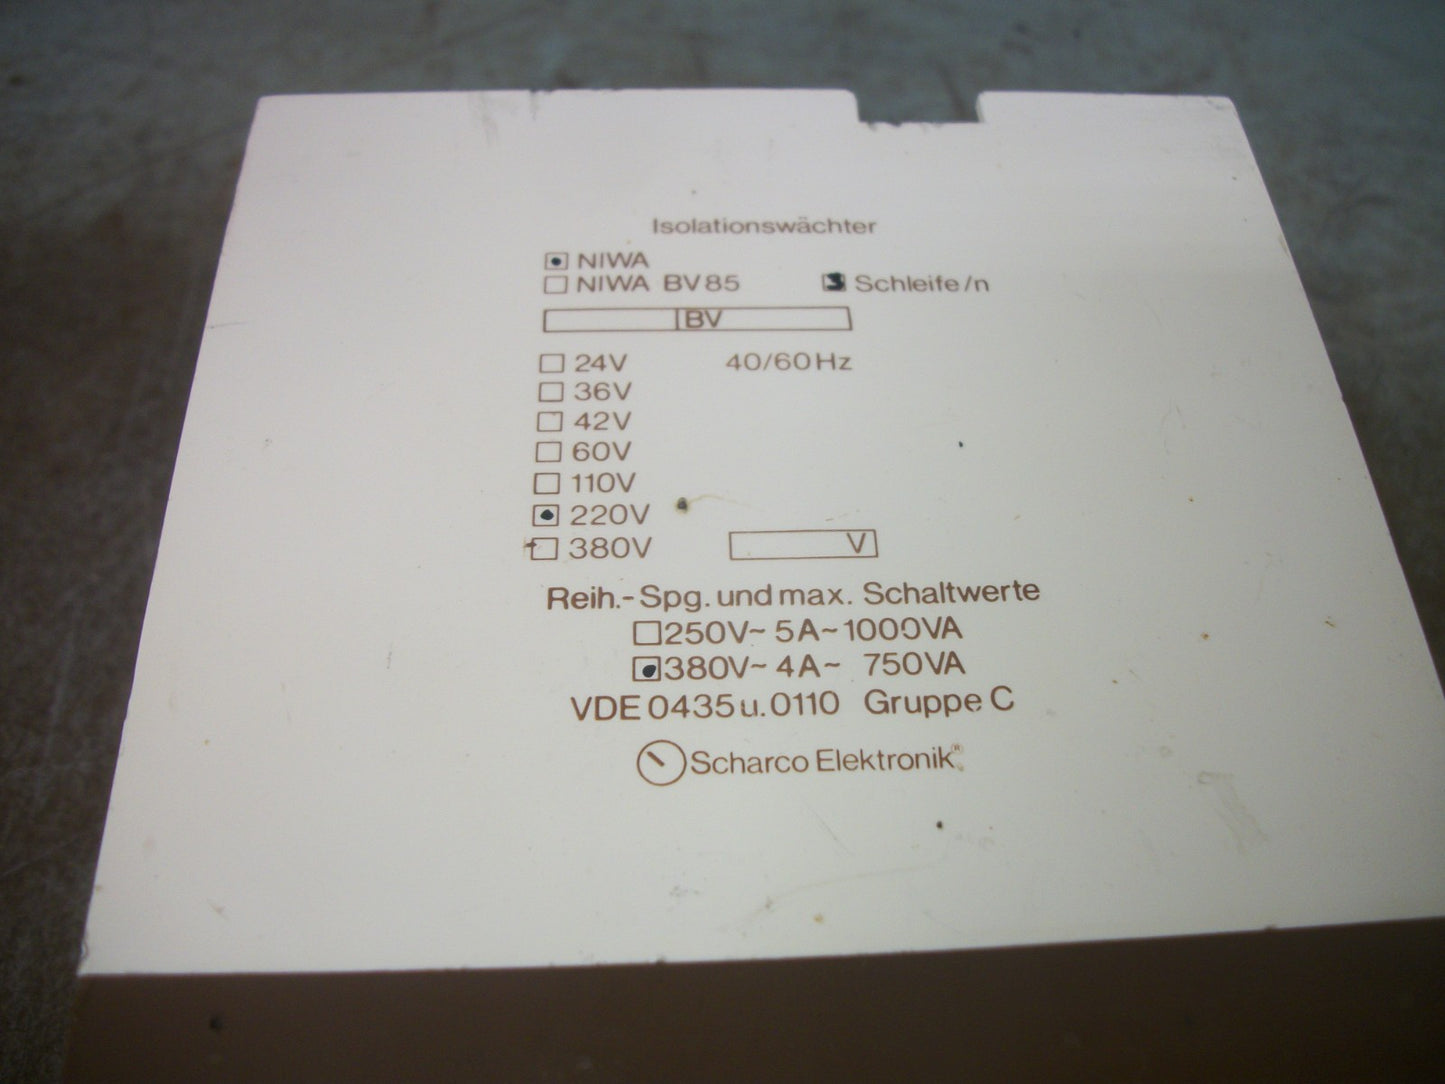 Isolationswächter
NIWA
NIWA BV85 3 Schleife/n
BV
24V 40/60Hz
36V
42V
60V
110V
220V
380V V
Reih.-Spg. und max. Schaltwerte
250V~ 5A~1000VA
380V~ 4A~ 750VA
VDE 0435 u. 0110 Gruppe C
Scharco Elektronik®